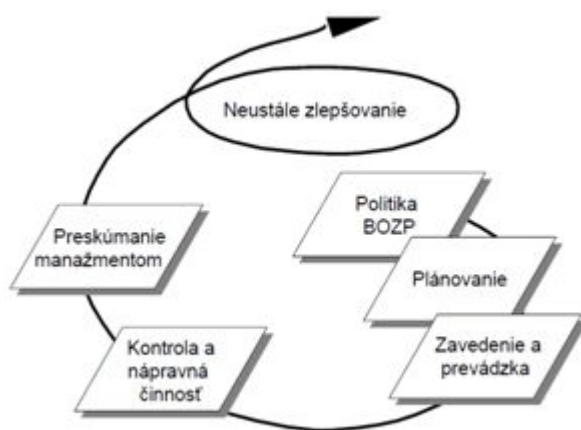 Neustále zlepšovanie
Politika
BOZP
Plánovanie
Zavedenie a
prevádzka
Kontrola a
nápravná
činnosť
Preskúmanie
manažmentom